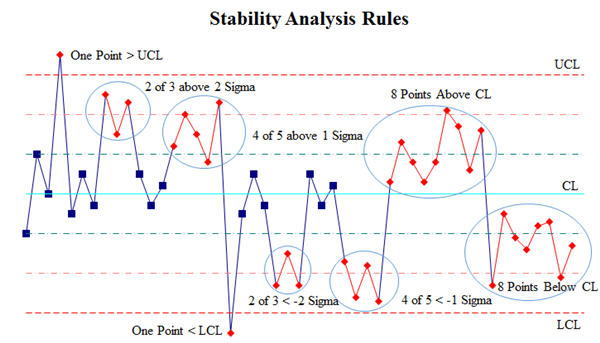 Stability Analysis Rules
One Point > UCL
UCL
2 of 3 above 2 Sigma
8 Points Above CL
4 of 5 above 1 Sigma
CL
2 of 3 < -2 Sigma
4 of 5 < -1 Sigma
8 Points Below CL
One Point < LCL
LCL